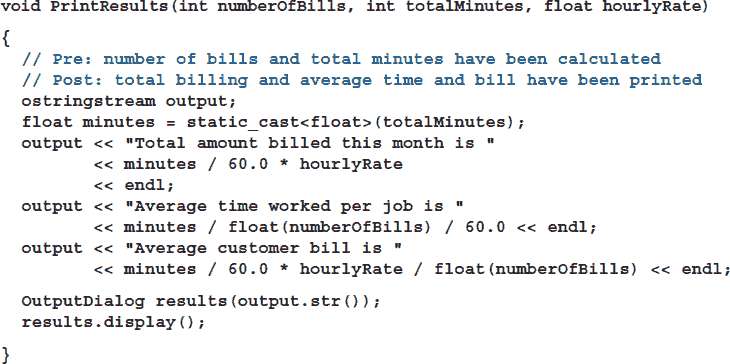 void PrintResults(int numberOfBills, int totalMinutes, float hourlyRate)
{
// Pre: number of bills and total minutes have been calculated
// Post: total billing and average time and bill have been printed
ostringstream output;
float minutes = static_cast<float>(totalMinutes);
output << "Total amount billed this month is "
<< minutes / 60.0 * hourlyRate
<< endl;
output << "Average time worked per job is "
<< minutes / float(numberOfBills) / 60.0 << endl;
output << "Average customer bill is "
<< minutes / 60.0 * hourlyRate / float(numberOfBills) << endl;
OutputDialog results(output.str());
results.display();
}